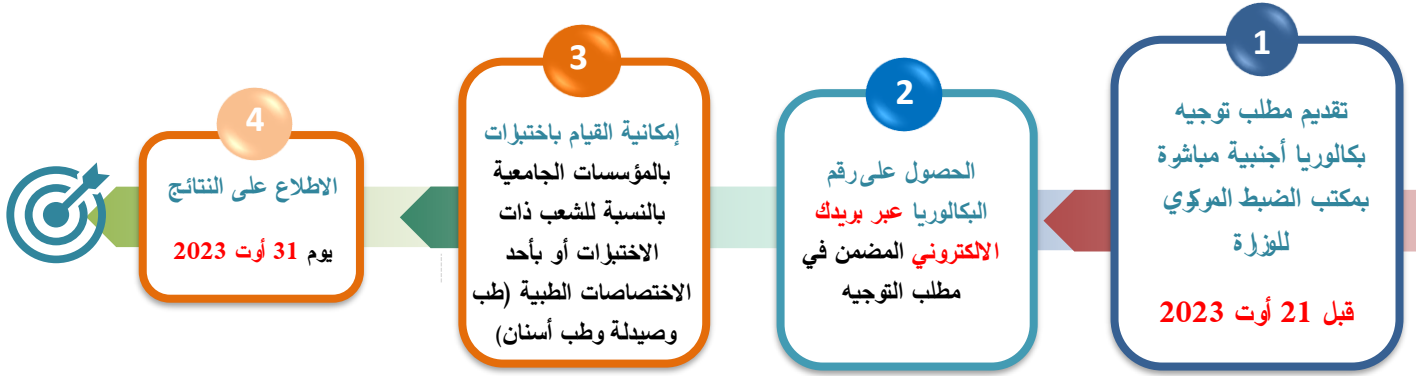 1
تقديم مطلب توجيه
بكالوريا أجنبية مباشرة
بمكتب الضبط المركزي
للوزارة
قبل 21 أوت 2023
2
الحصول على رقم
البكالوريا عبر بريدك
الالكتروني المضمن في
مطلب التوجيه
3
إمكانية القيام باختبارات
بالمؤسسات الجامعية
بالنسبة للشعب ذات
الاختبارات أو بأحد
الاختصاصات الطبية (طب
وصيدلة وطب أسنان)
4
الاطلاع على النتائج
يوم 31 أوت 2023